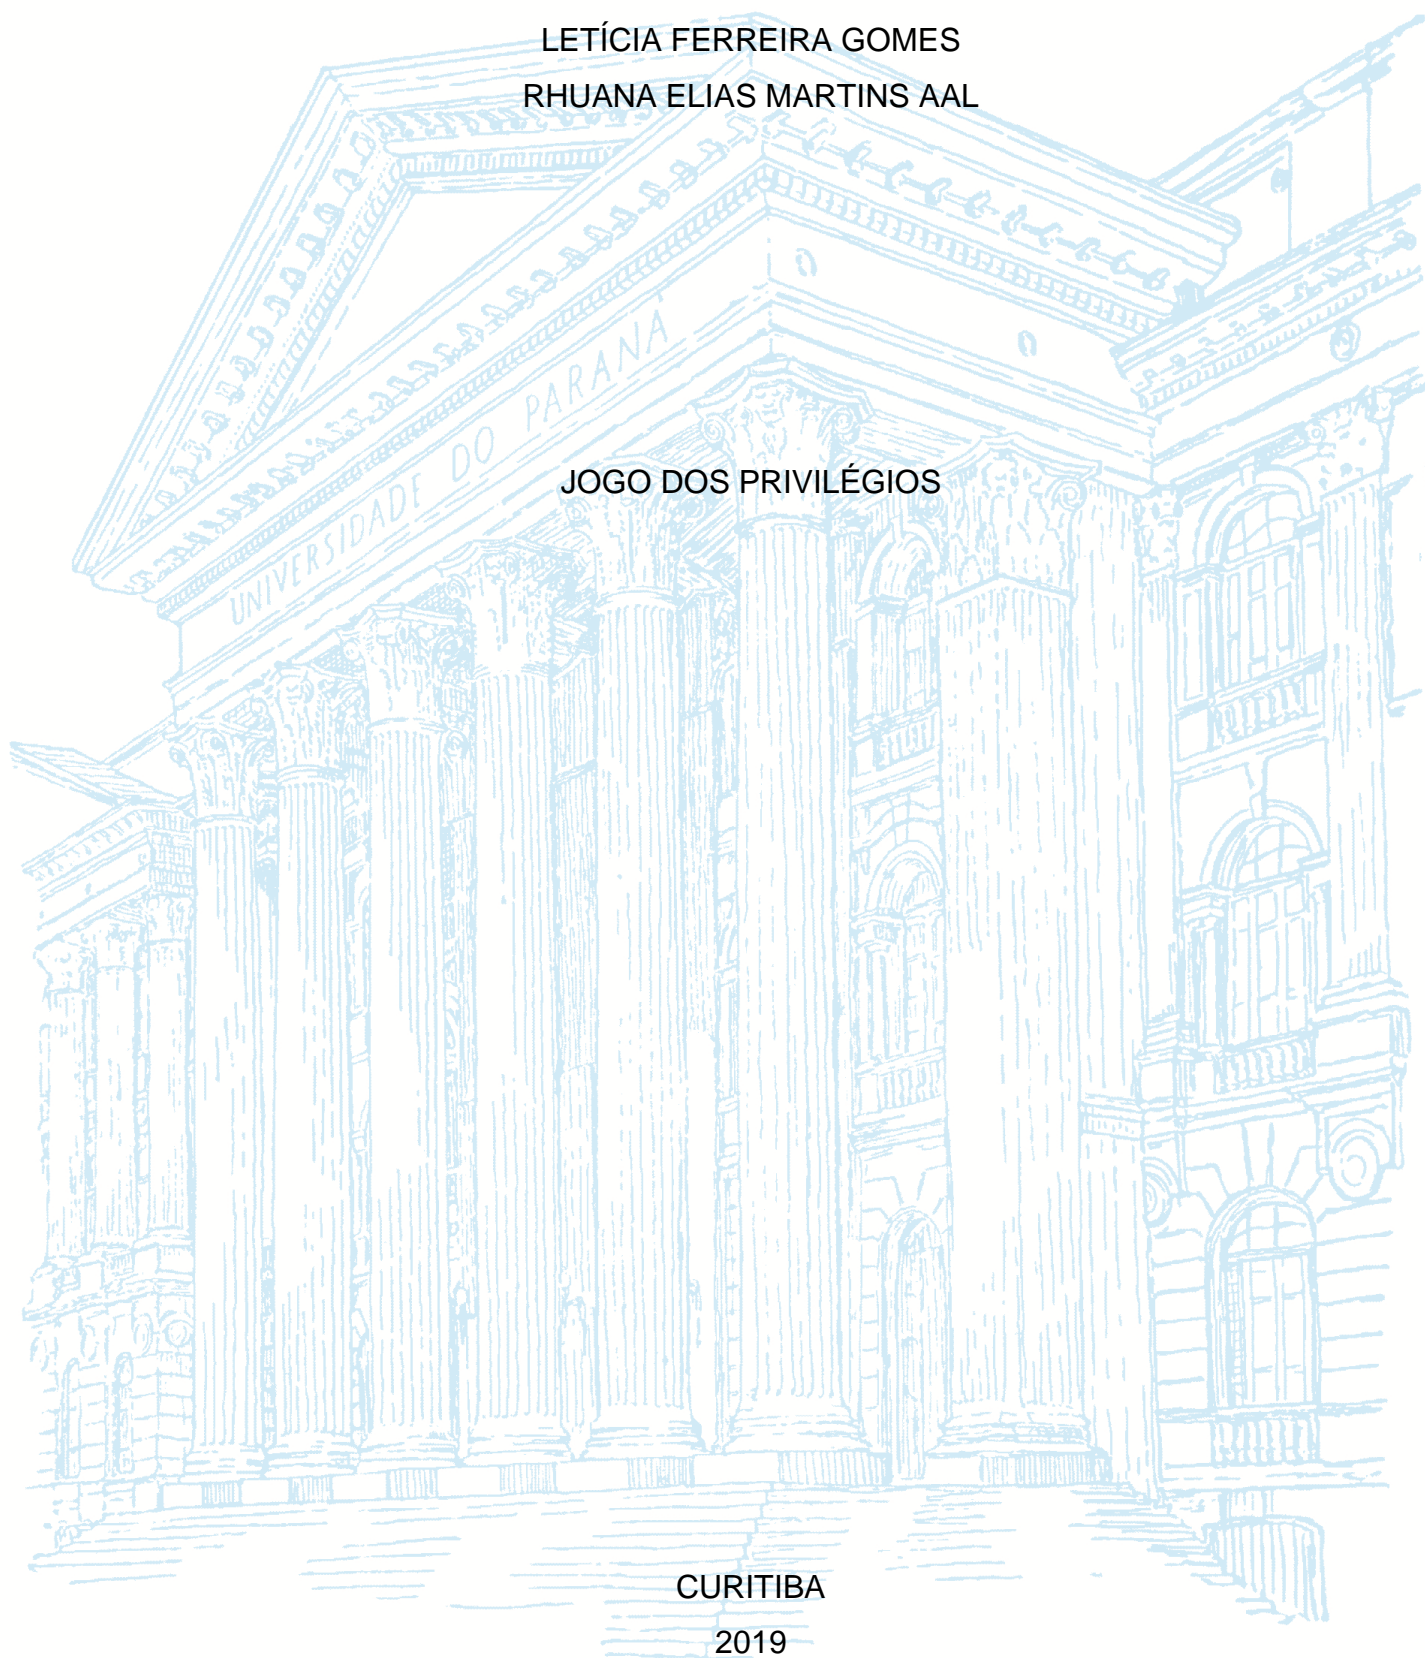 LETÍCIA FERREIRA GOMES
RHUANA ELIAS MARTINS AAL
UNIVERSIDADE DO PARANÁ
JOGO DOS PRIVILÉGIOS
CURITIBA
2019